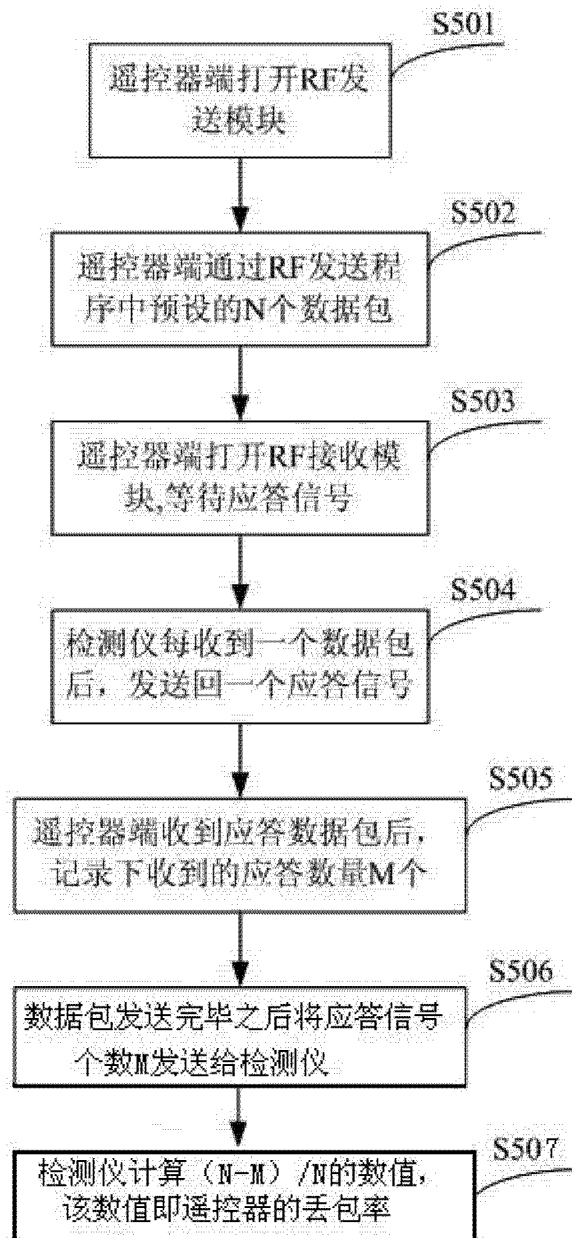 S501
遥控器端打开RF发
送模块
S502
遥控器端通过RF发送程
序中预设的N个数据包
S503
遥控器端打开RF接收模
块,等待应答信号
S504
检测仪每收到一个数据包
后，发送回一个应答信号
S505
遥控器端收到应答数据包后，
记录下收到的应答数量M个
S506
数据包发送完毕之后将应答信号
个数M发送给检测仪
S507
检测仪计算（N-M）/N的数值，
该数值即遥控器的丢包率